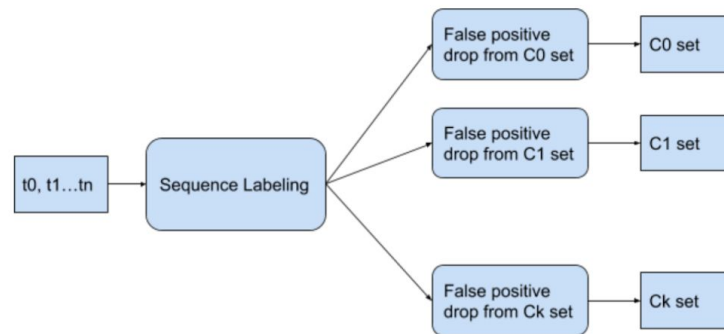 t0, t1...tn
Sequence Labeling
False positive
drop from C0 set
C0 set
False positive
drop from C1 set
C1 set
False positive
drop from Ck set
Ck set